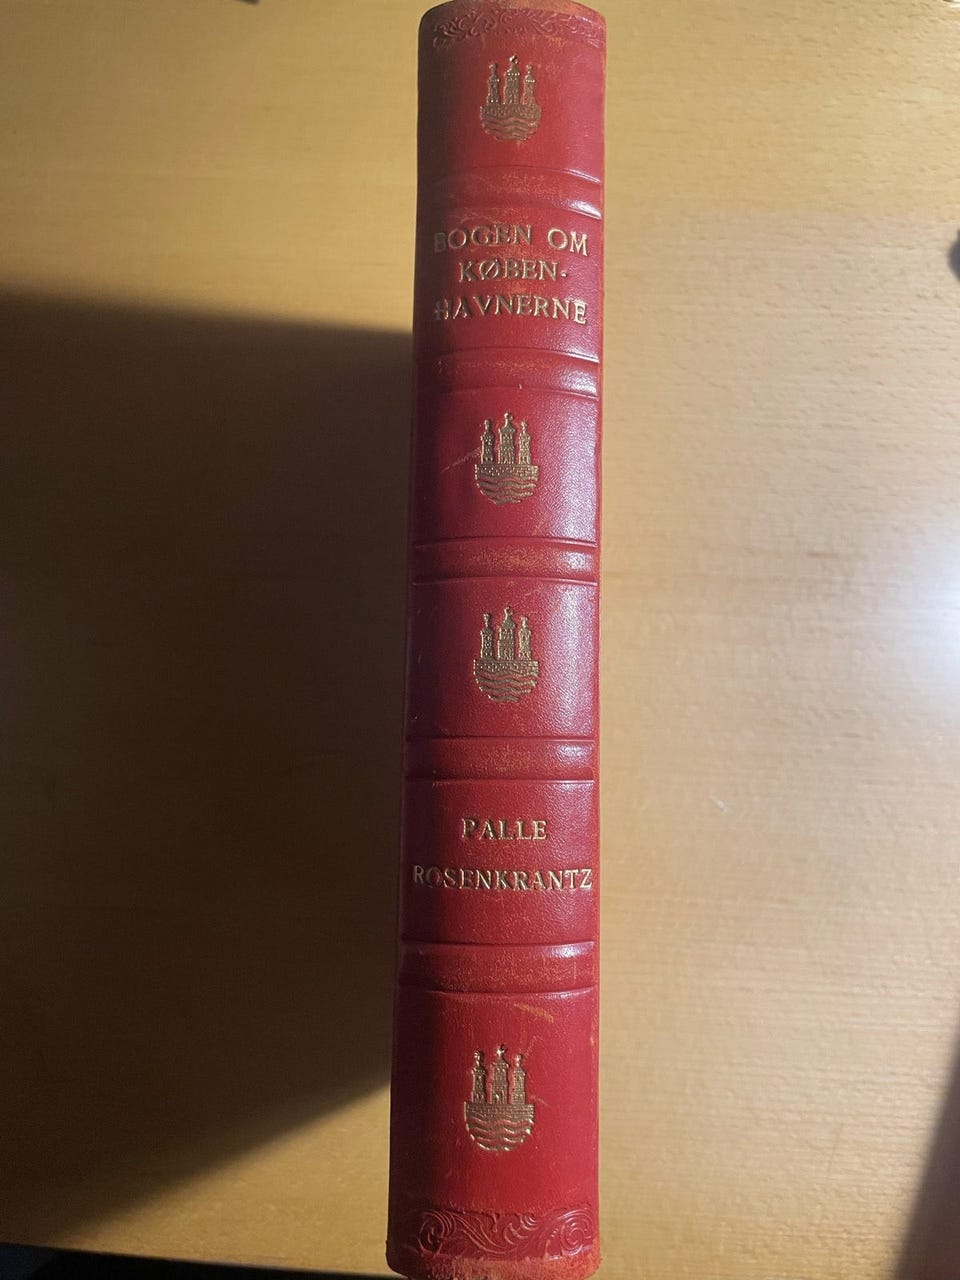 BOGEN OM
KØBEN-
HAVNERNE
PALLE
ROSENKRANTZ